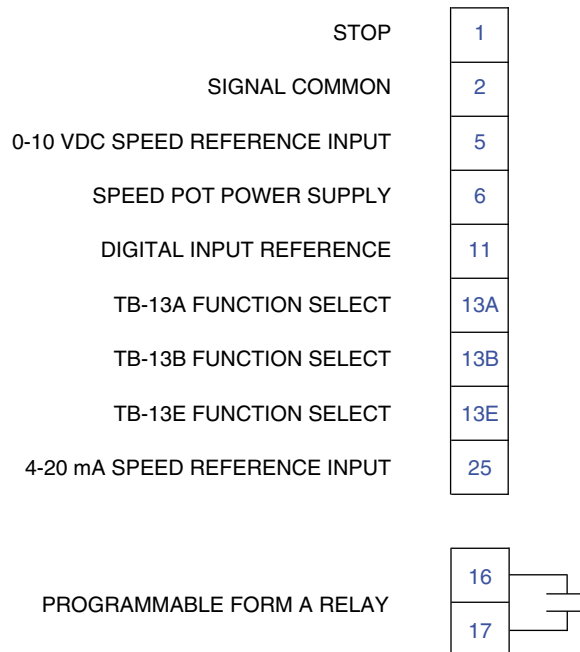 STOP 1
SIGNAL COMMON 2
0-10 VDC SPEED REFERENCE INPUT 5
SPEED POT POWER SUPPLY 6
DIGITAL INPUT REFERENCE 11
TB-13A FUNCTION SELECT 13A
TB-13B FUNCTION SELECT 13B
TB-13E FUNCTION SELECT 13E
4-20 mA SPEED REFERENCE INPUT 25
16
PROGRAMMABLE FORM A RELAY
17